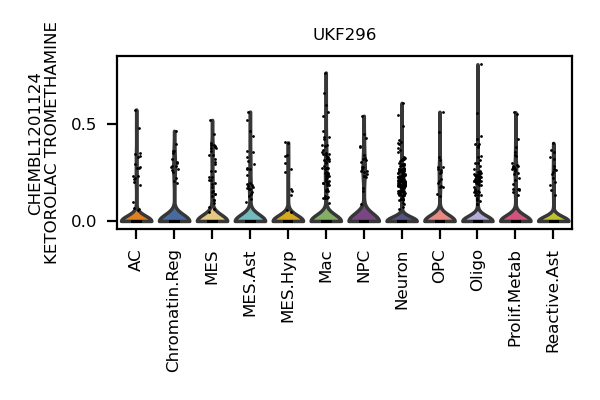 UKF296
CHEMBL1201124
KETOROLAC TROMETHAMINE
0.5
0.0
AC
Chromatin.Reg
MES
MES.Ast
MES.Hyp
Mac
NPC
Neuron
OPC
Oligo
Prolif.Metab
Reactive.Ast